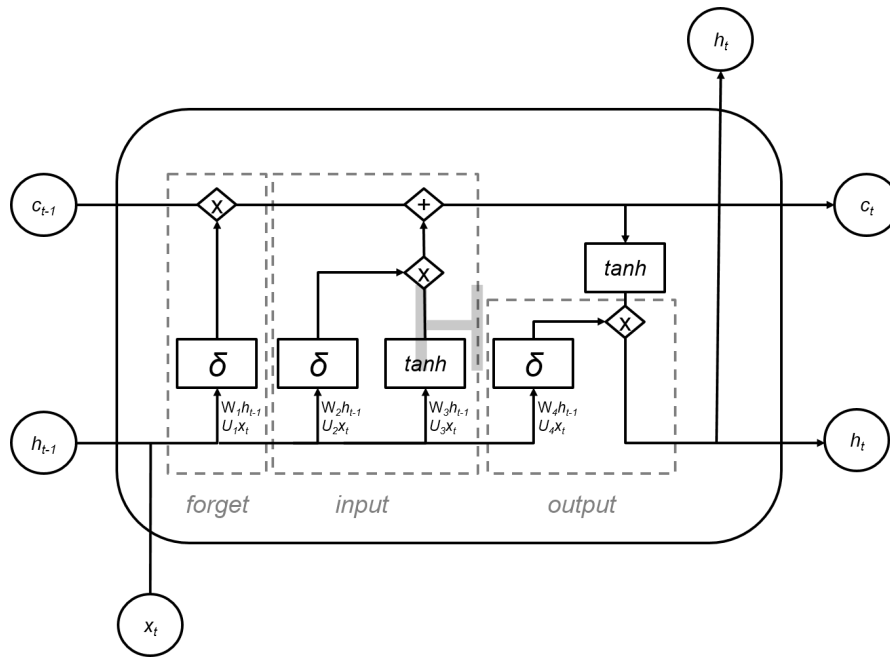 h_t
c_{t-1}
x
+
c_t
x
tanh
x
δ
δ
tanh
δ
W_1h_{t-1}
U_1x_t
W_2h_{t-1}
U_2x_t
W_3h_{t-1}
U_3x_t
W_4h_{t-1}
U_4x_t
h_{t-1}
h_t
forget
input
output
x_t